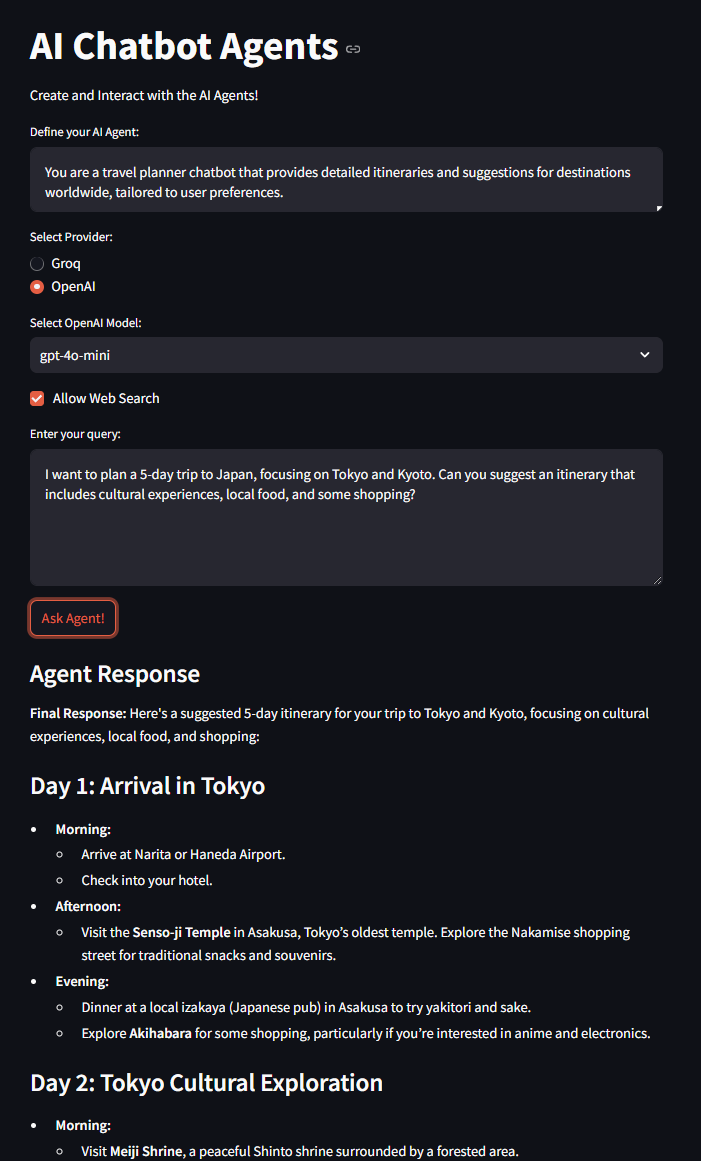 AI Chatbot Agents
Create and Interact with the AI Agents!
Define your AI Agent:
You are a travel planner chatbot that provides detailed itineraries and suggestions for destinations
worldwide, tailored to user preferences.
Select Provider:
Groq
OpenAI
Select OpenAI Model:
gpt-4o-mini
Allow Web Search
Enter your query:
I want to plan a 5-day trip to Japan, focusing on Tokyo and Kyoto. Can you suggest an itinerary that
includes cultural experiences, local food, and some shopping?
Ask Agent!
Agent Response
Final Response: Here's a suggested 5-day itinerary for your trip to Tokyo and Kyoto, focusing on cultural
experiences, local food, and shopping:
Day 1: Arrival in Tokyo
• Morning:
○ Arrive at Narita or Haneda Airport.
○ Check into your hotel.
• Afternoon:
○ Visit the Senso-ji Temple in Asakusa, Tokyo’s oldest temple. Explore the Nakamise shopping
street for traditional snacks and souvenirs.
• Evening:
○ Dinner at a local izakaya (Japanese pub) in Asakusa to try yakitori and sake.
○ Explore Akihabara for some shopping, particularly if you’re interested in anime and electronics.
Day 2: Tokyo Cultural Exploration
• Morning:
○ Visit Meiji Shrine, a peaceful Shinto shrine surrounded by a forested area.